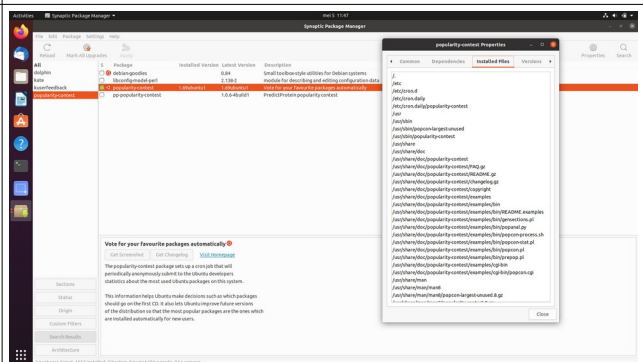 Activities Synaptic Package Manager mei 5 11:47
Synaptic Package Manager
File Edit Package Settings Help
Reload Mark All Upgrades Apply Properties Search
All
dolphin
kate
kuserfeedback
popularity-contest
S Package Installed Version Latest Version Description
debian-goodies 0.84 Small toolbox-style utilities for Debian systems
libconfig-model-perl 2.138-2 module for describing and editing configuration data
popularity-contest 1.69ubuntu1 1.69ubuntu1 Vote for your favourite packages automatically
pp-popularity-contest 1.0.6-4build1 PredictProtein popularity contest
popularity-contest Properties
Common Dependencies Installed Files Versions
/.
/etc
/etc/cron.d
/etc/cron.daily
/etc/cron.daily/popularity-contest
/usr
/usr/sbin
/usr/sbin/popcon-largest-unused
/usr/sbin/popularity-contest
/usr/share
/usr/share/doc
/usr/share/doc/popularity-contest
/usr/share/doc/popularity-contest/FAQ.gz
/usr/share/doc/popularity-contest/README.gz
/usr/share/doc/popularity-contest/changelog.gz
/usr/share/doc/popularity-contest/copyright
/usr/share/doc/popularity-contest/examples
/usr/share/doc/popularity-contest/examples/bin
/usr/share/doc/popularity-contest/examples/bin/README.examples
/usr/share/doc/popularity-contest/examples/bin/gensections.pl
/usr/share/doc/popularity-contest/examples/bin/popanal.py
/usr/share/doc/popularity-contest/examples/bin/popcon-process.sh
/usr/share/doc/popularity-contest/examples/bin/popcon-stat.pl
/usr/share/doc/popularity-contest/examples/bin/popcon.pl
/usr/share/doc/popularity-contest/examples/bin/prepop.pl
/usr/share/doc/popularity-contest/examples/cgi-bin
/usr/share/doc/popularity-contest/examples/cgi-bin/popcon.cgi
/usr/share/man
/usr/share/man/man8
/usr/share/man/man8/popcon-largest-unused.8.gz
Close
Vote for your favourite packages automatically
Get Screenshot Get Changelog Visit Homepage
The popularity-contest package sets up a cron job that will
periodically anonymously submit to the Ubuntu developers
statistics about the most used Ubuntu packages on this system.
This information helps Ubuntu make decisions such as which packages
should go on the first CD. It also lets Ubuntu improve future versions
of the distribution so that the most popular packages are the ones which
are installed automatically for new users.
Sections
Status
Origin
Custom Filters
Search Results
Architecture